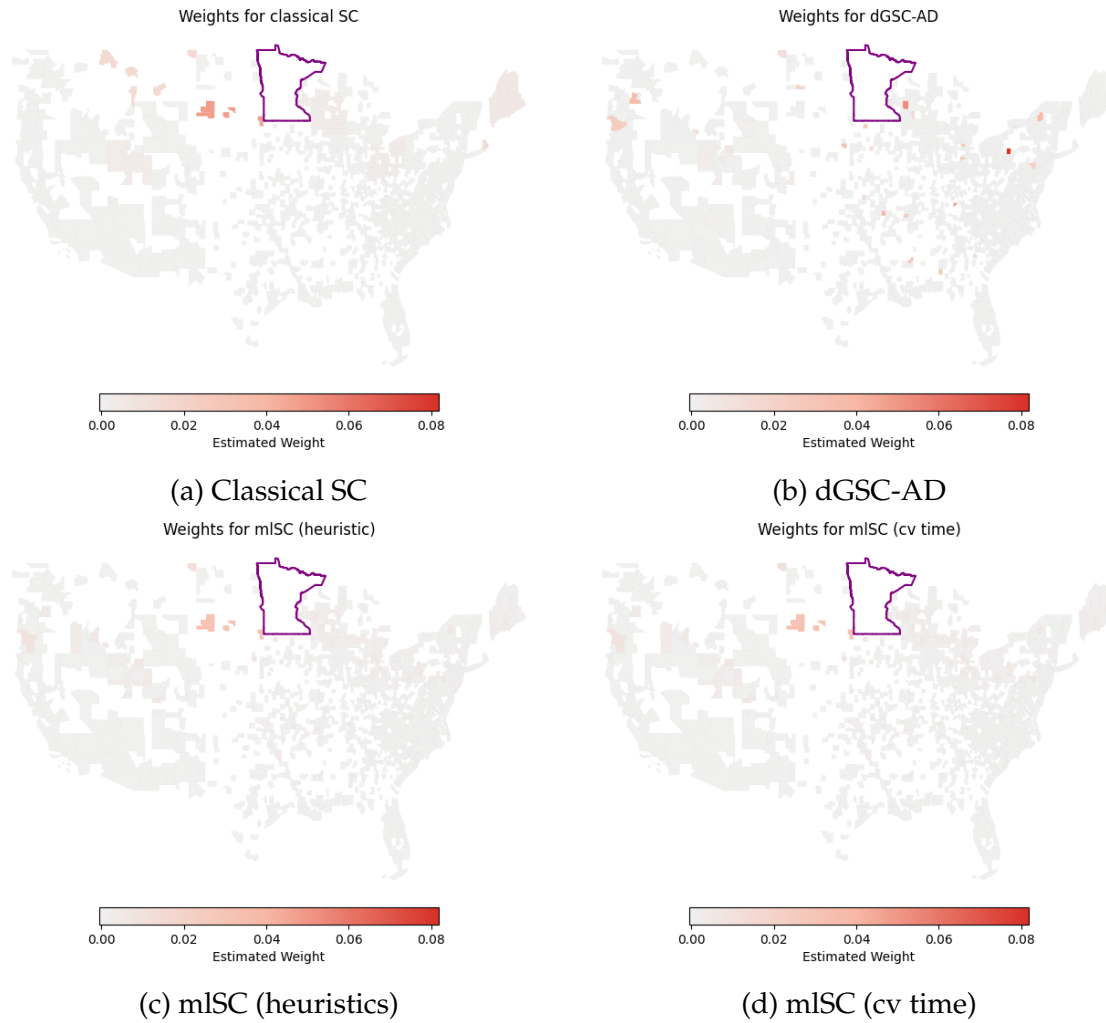 Weights for classical SC
0.00 0.02 0.04 0.06 0.08
Estimated Weight
(a) Classical SC
Weights for dGSC-AD
0.00 0.02 0.04 0.06 0.08
Estimated Weight
(b) dGSC-AD
Weights for mlSC (heuristic)
0.00 0.02 0.04 0.06 0.08
Estimated Weight
(c) mlSC (heuristics)
Weights for mlSC (cv time)
0.00 0.02 0.04 0.06 0.08
Estimated Weight
(d) mlSC (cv time)